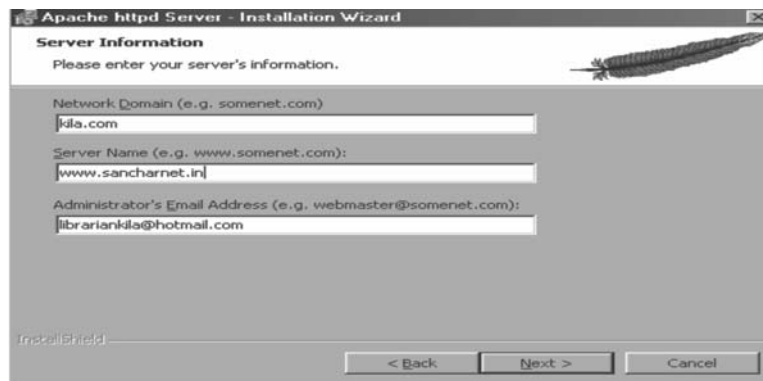 Apache httpd Server - Installation Wizard
Server Information
Please enter your server's information.
Network Domain (e.g. somenet.com)
kila.com
Server Name (e.g. www.somenet.com):
www.sancharnet.in
Administrator's Email Address (e.g. webmaster@somenet.com):
librariankila@hotmail.com
InstallShield
< Back
Next >
Cancel